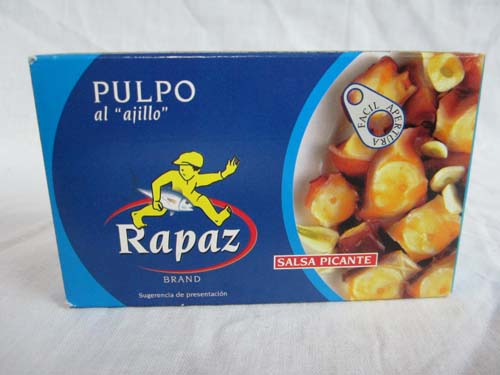 PULPO
al "ajillo"
FACIL APERTURA
Rapaz
BRAND
SALSA PICANTE
Sugerencia de presentación